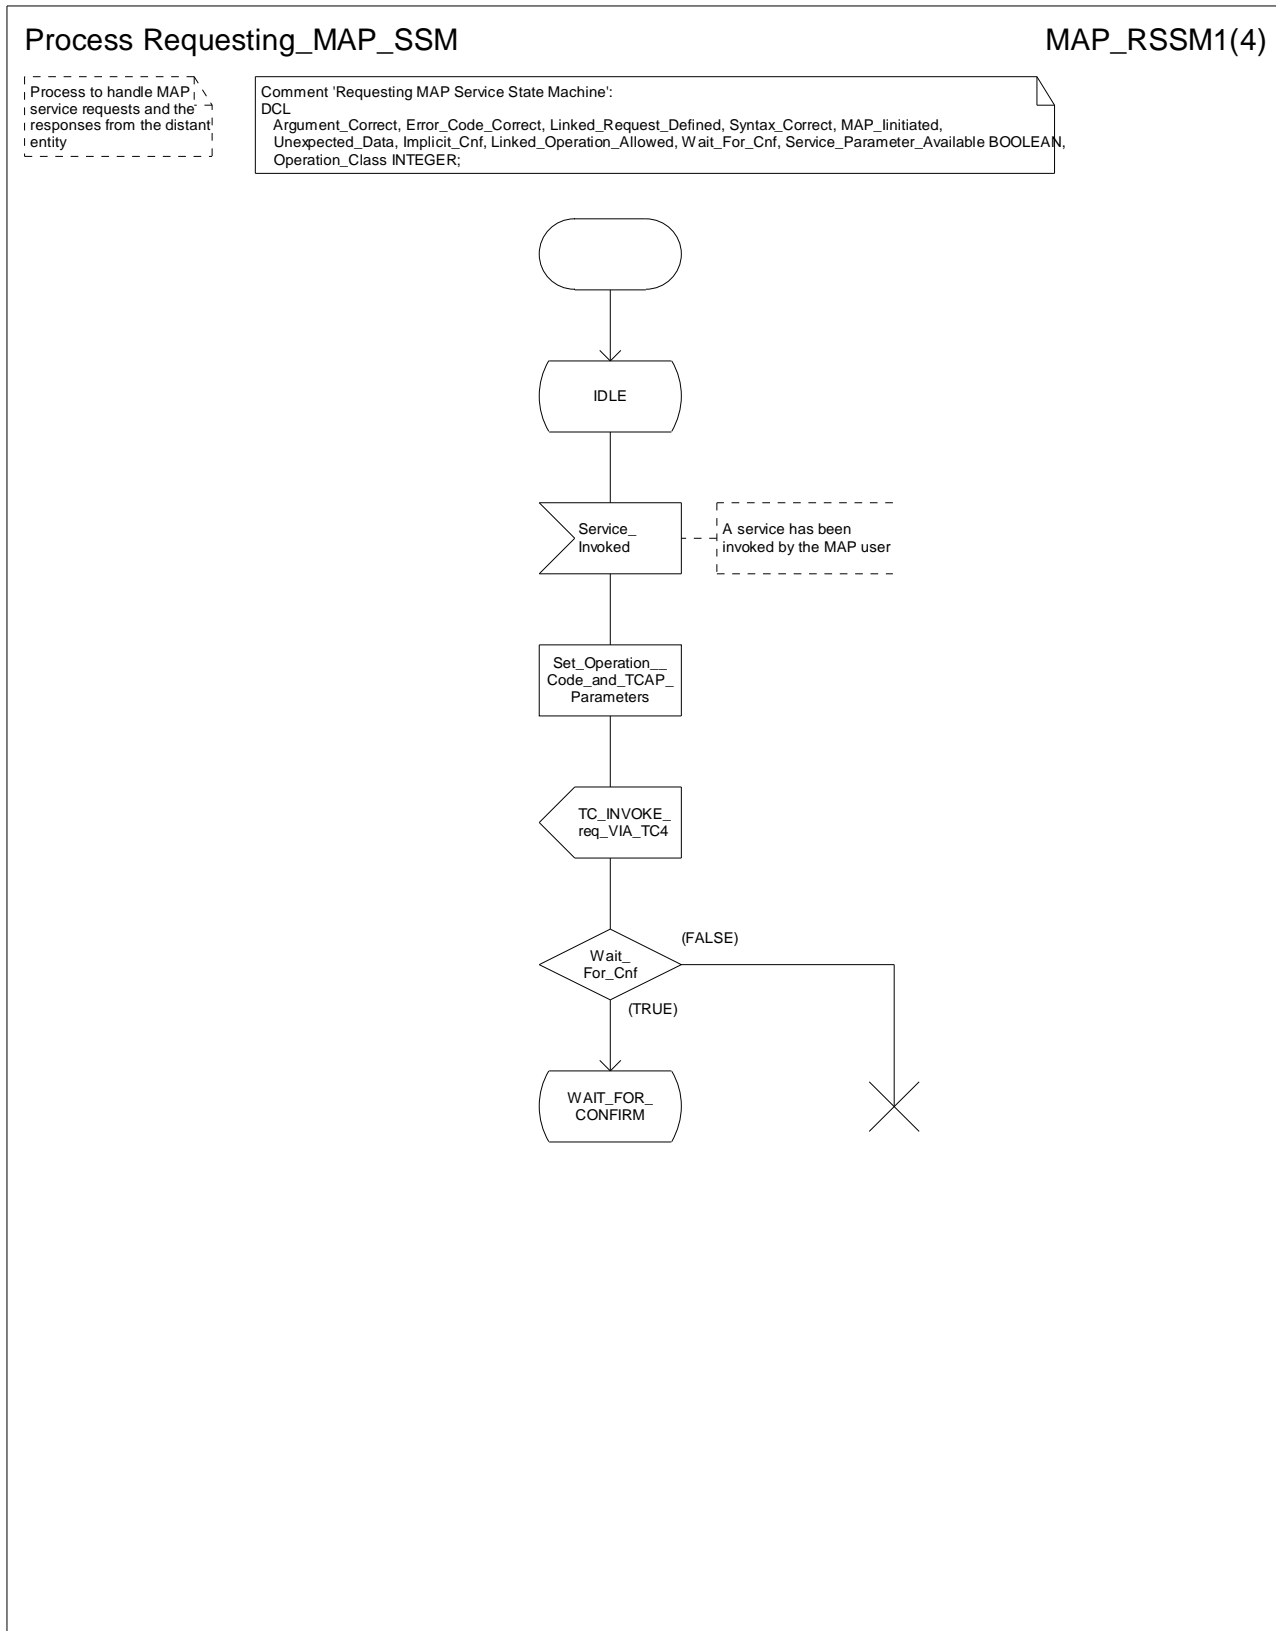 Process Requesting_MAP_SSM
MAP_RSSM1(4)
Process to handle MAP
service requests and the
responses from the distant
entity
Comment 'Requesting MAP Service State Machine':
DCL
Argument_Correct, Error_Code_Correct, Linked_Request_Defined, Syntax_Correct, MAP_Iinitiated,
Unexpected_Data, Implicit_Cnf, Linked_Operation_Allowed, Wait_For_Cnf, Service_Parameter_Available BOOLEAN,
Operation_Class INTEGER;
IDLE
Service_
Invoked
A service has been
invoked by the MAP user
Set_Operation__
Code_and_TCAP_
Parameters
TC_INVOKE_
req_VIA_TC4
Wait_
For_Cnf
(FALSE)
(TRUE)
WAIT_FOR_
CONFIRM